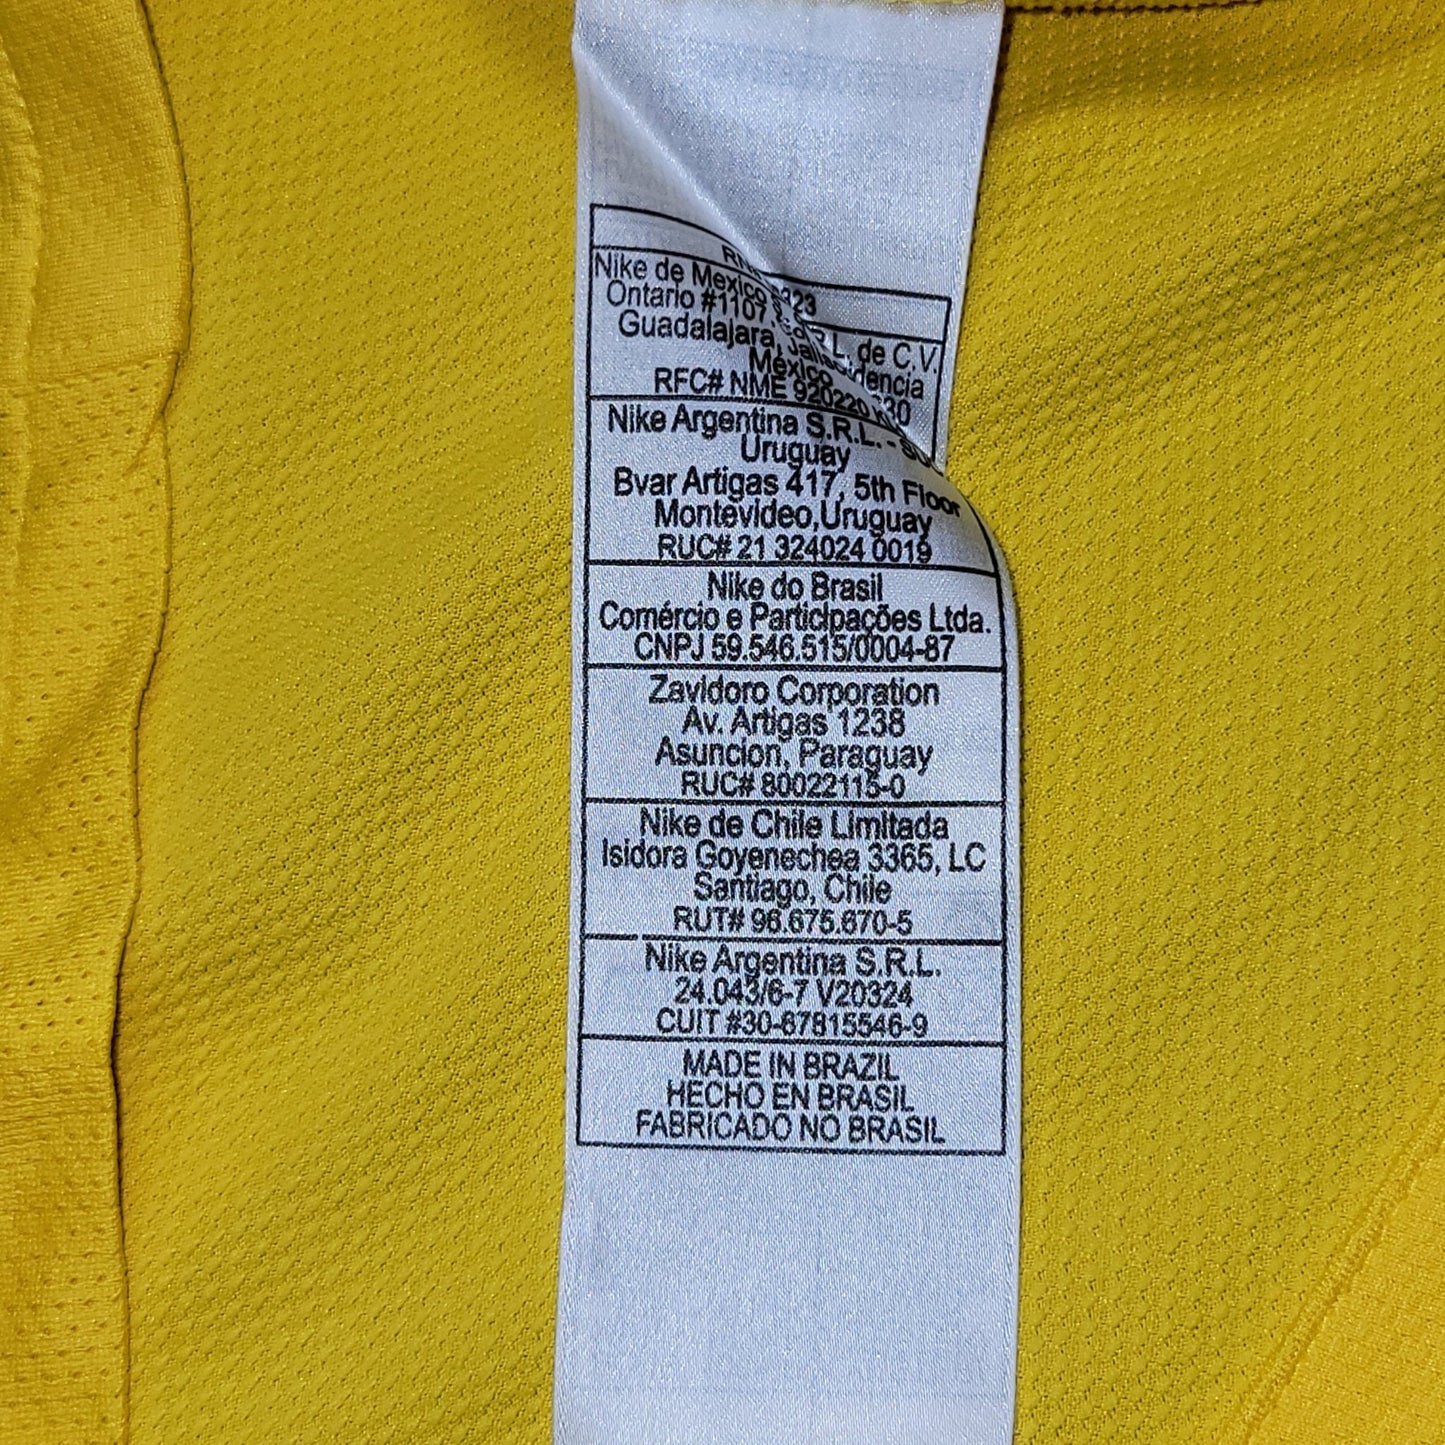 Nike de Mexico de C.V.
Ontario #1107,
Guadalajara,
México
RFC# NME 920220
Nike Argentina S.R.L. -
Uruguay
Bvar Artigas 417, 5th Floor
Montevideo,Uruguay
RUC# 21 324024 0019
Nike do Brasil
Comércio e Participações Ltda.
CNPJ 59.546.515/0004-87
Zavidoro Corporation
Av. Artigas 1238
Asuncion, Paraguay
RUC# 80022115-0
Nike de Chile Limitada
Isidora Goyenechea 3365, LC
Santiago, Chile
RUT# 96.675.670-5
Nike Argentina S.R.L.
24.043/6-7 V20324
CUIT #30-67815546-9
MADE IN BRAZIL
HECHO EN BRASIL
FABRICADO NO BRASIL